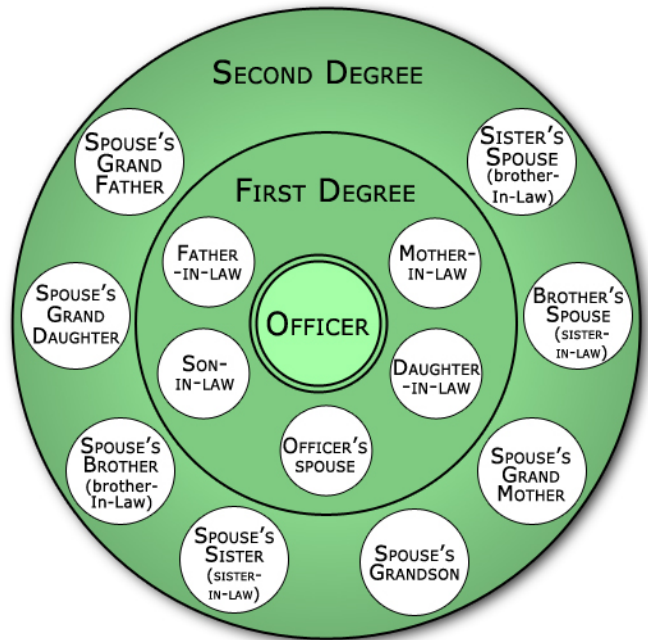 SECOND DEGREE
SPOUSE'S
GRAND
FATHER
SISTER'S
SPOUSE
(brother-
In-Law)
FIRST DEGREE
FATHER
-IN-LAW
MOTHER-
IN-LAW
SPOUSE'S
GRAND
DAUGHTER
OFFICER
BROTHER'S
SPOUSE
(SISTER-
IN-LAW)
SON-
IN-LAW
DAUGHTER
-IN-LAW
OFFICER'S
SPOUSE
SPOUSE'S
BROTHER
(brother-
In-Law)
SPOUSE'S
GRAND
MOTHER
SPOUSE'S
SISTER
(SISTER-
IN-LAW)
SPOUSE'S
GRANDSON